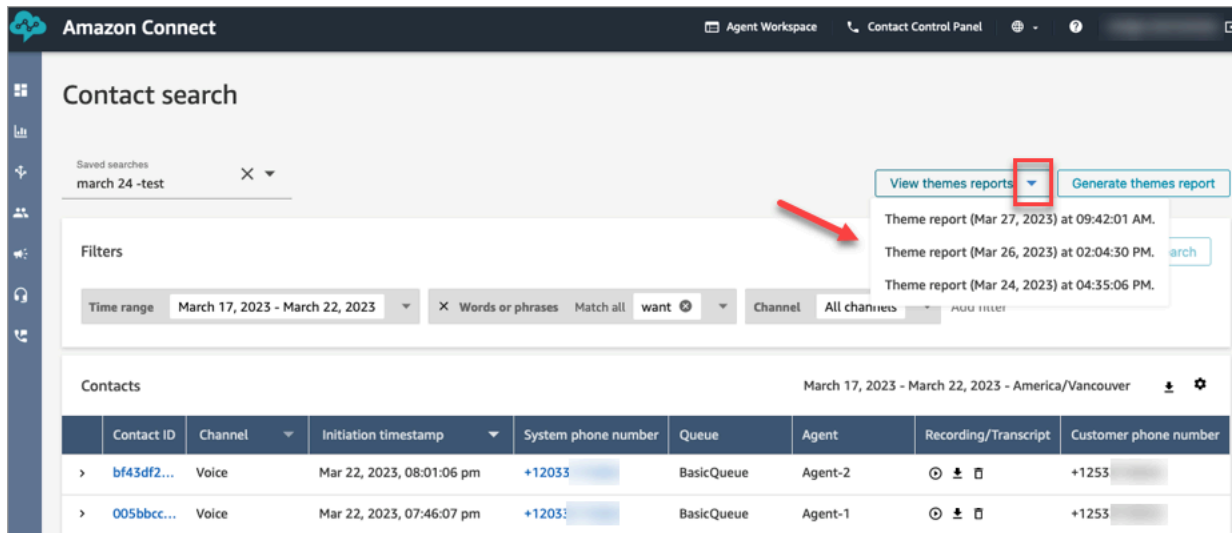 Amazon Connect
Agent Workspace
Contact Control Panel
Contact search
Saved searches
march 24 -test
View themes reports
Generate themes report
Theme report (Mar 27, 2023) at 09:42:01 AM.
Theme report (Mar 26, 2023) at 02:04:30 PM.
Theme report (Mar 24, 2023) at 04:35:06 PM.
Filters
Time range March 17, 2023 - March 22, 2023 Words or phrases Match all want Channel All channels Add filter
Contacts
March 17, 2023 - March 22, 2023 - America/Vancouver
Contact ID Channel Initiation timestamp System phone number Queue Agent Recording/Transcript Customer phone number
bf43df2... Voice Mar 22, 2023, 08:01:06 pm +12033 BasicQueue Agent-2 +1253
005bbcc... Voice Mar 22, 2023, 07:46:07 pm +1203 BasicQueue Agent-1 +1253